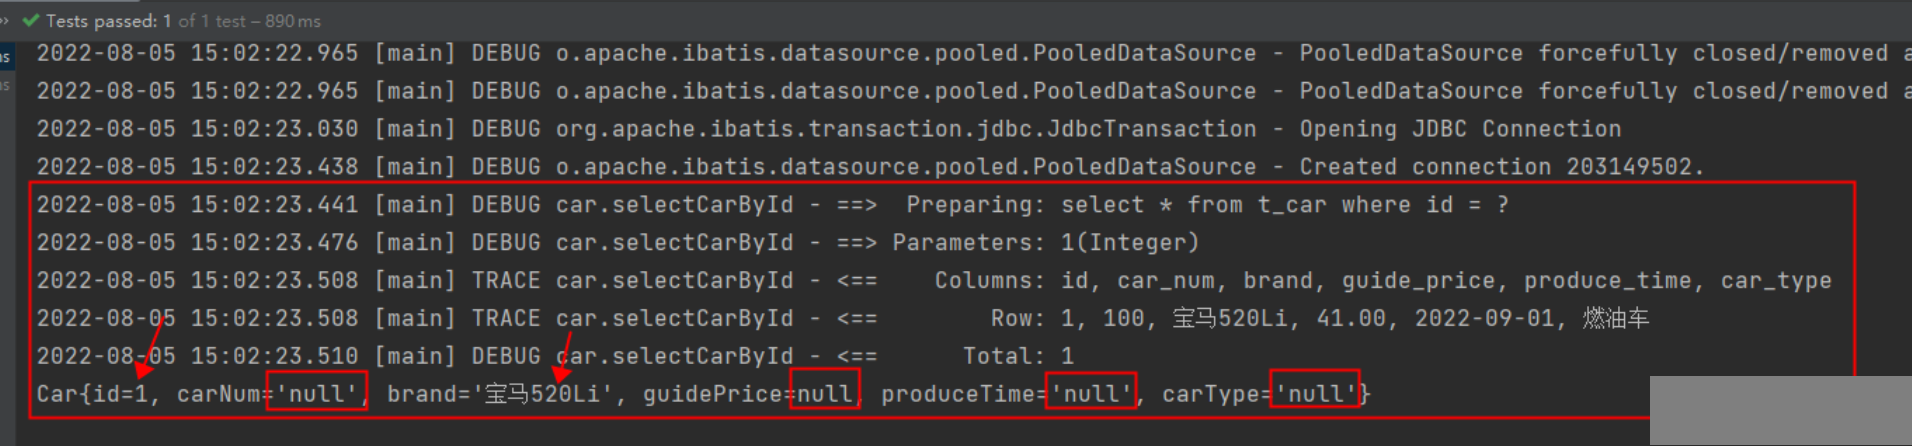 Tests passed: 1 of 1 test – 890 ms
2022-08-05 15:02:22.965 [main] DEBUG o.apache.ibatis.datasource.pooled.PooledDataSource - PooledDataSource forcefully closed/removed a
2022-08-05 15:02:22.965 [main] DEBUG o.apache.ibatis.datasource.pooled.PooledDataSource - PooledDataSource forcefully closed/removed a
2022-08-05 15:02:23.030 [main] DEBUG org.apache.ibatis.transaction.jdbc.JdbcTransaction - Opening JDBC Connection
2022-08-05 15:02:23.438 [main] DEBUG o.apache.ibatis.datasource.pooled.PooledDataSource - Created connection 203149502.
2022-08-05 15:02:23.441 [main] DEBUG car.selectCarById - ==>  Preparing: select * from t_car where id = ?
2022-08-05 15:02:23.476 [main] DEBUG car.selectCarById - ==> Parameters: 1(Integer)
2022-08-05 15:02:23.508 [main] TRACE car.selectCarById - <==    Columns: id, car_num, brand, guide_price, produce_time, car_type
2022-08-05 15:02:23.508 [main] TRACE car.selectCarById - <==        Row: 1, 100, 宝马520Li, 41.00, 2022-09-01, 燃油车
2022-08-05 15:02:23.510 [main] DEBUG car.selectCarById - <==      Total: 1
Car{id=1, carNum='null', brand='宝马520Li', guidePrice=null, produceTime='null', carType='null'}